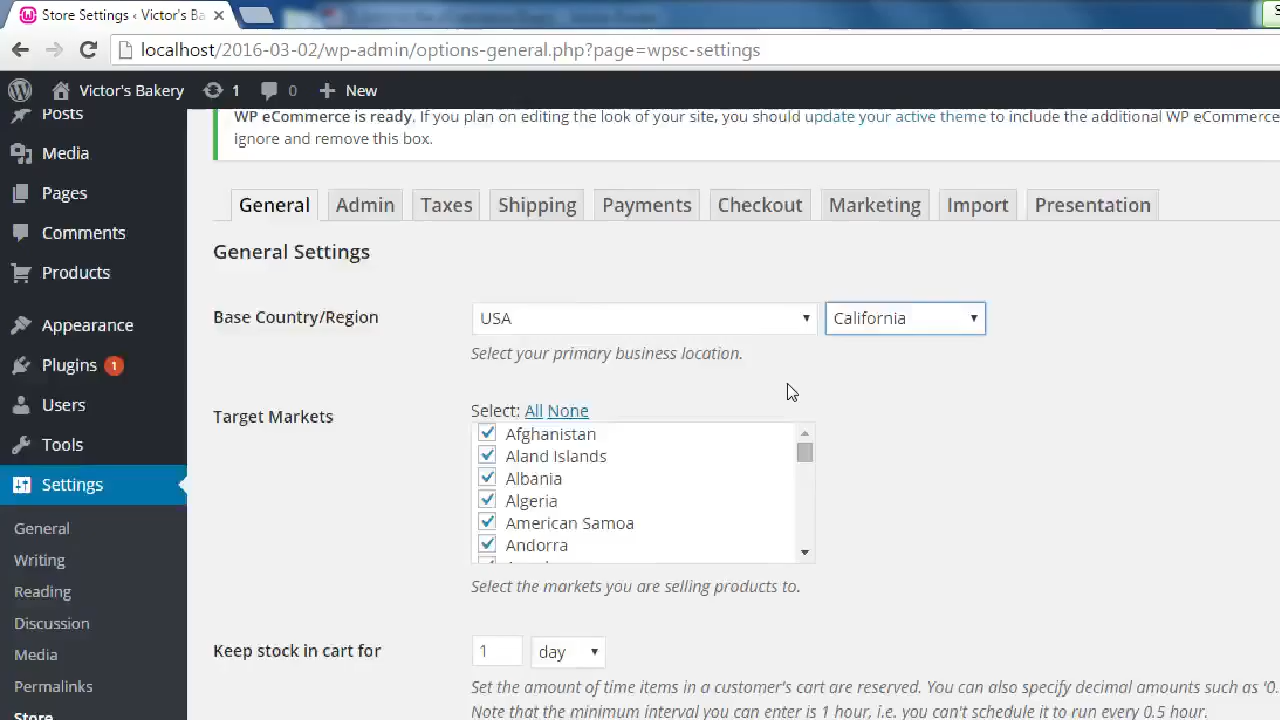 Store Settings ‹ Victor's Ba
localhost/2016-03-02/wp-admin/options-general.php?page=wpsc-settings
Victor's Bakery 1 0 New
Posts
WP eCommerce is ready. If you plan on editing the look of your site, you should update your active theme to include the additional WP eCommerce
ignore and remove this box.
Media
Pages
Comments
Products
Appearance
Plugins 1
Users
Tools
Settings
General
Writing
Reading
Discussion
Media
Permalinks
Store
General Admin Taxes Shipping Payments Checkout Marketing Import Presentation
General Settings
Base Country/Region USA California
Select your primary business location.
Target Markets
Select: All None
Afghanistan
Aland Islands
Albania
Algeria
American Samoa
Andorra
Select the markets you are selling products to.
Keep stock in cart for 1 day
Set the amount of time items in a customer's cart are reserved. You can also specify decimal amounts such as '0.
Note that the minimum interval you can enter is 1 hour, i.e. you can't schedule it to run every 0.5 hour.